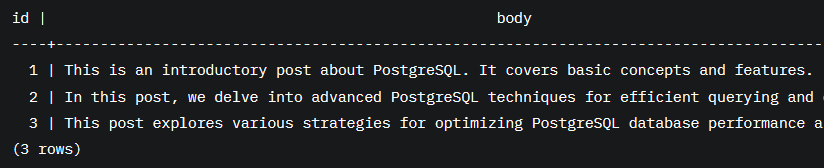 id | body
----+--------------------------------------------------------------------------------------
1 | This is an introductory post about PostgreSQL. It covers basic concepts and features.
2 | In this post, we delve into advanced PostgreSQL techniques for efficient querying and
3 | This post explores various strategies for optimizing PostgreSQL database performance a
(3 rows)